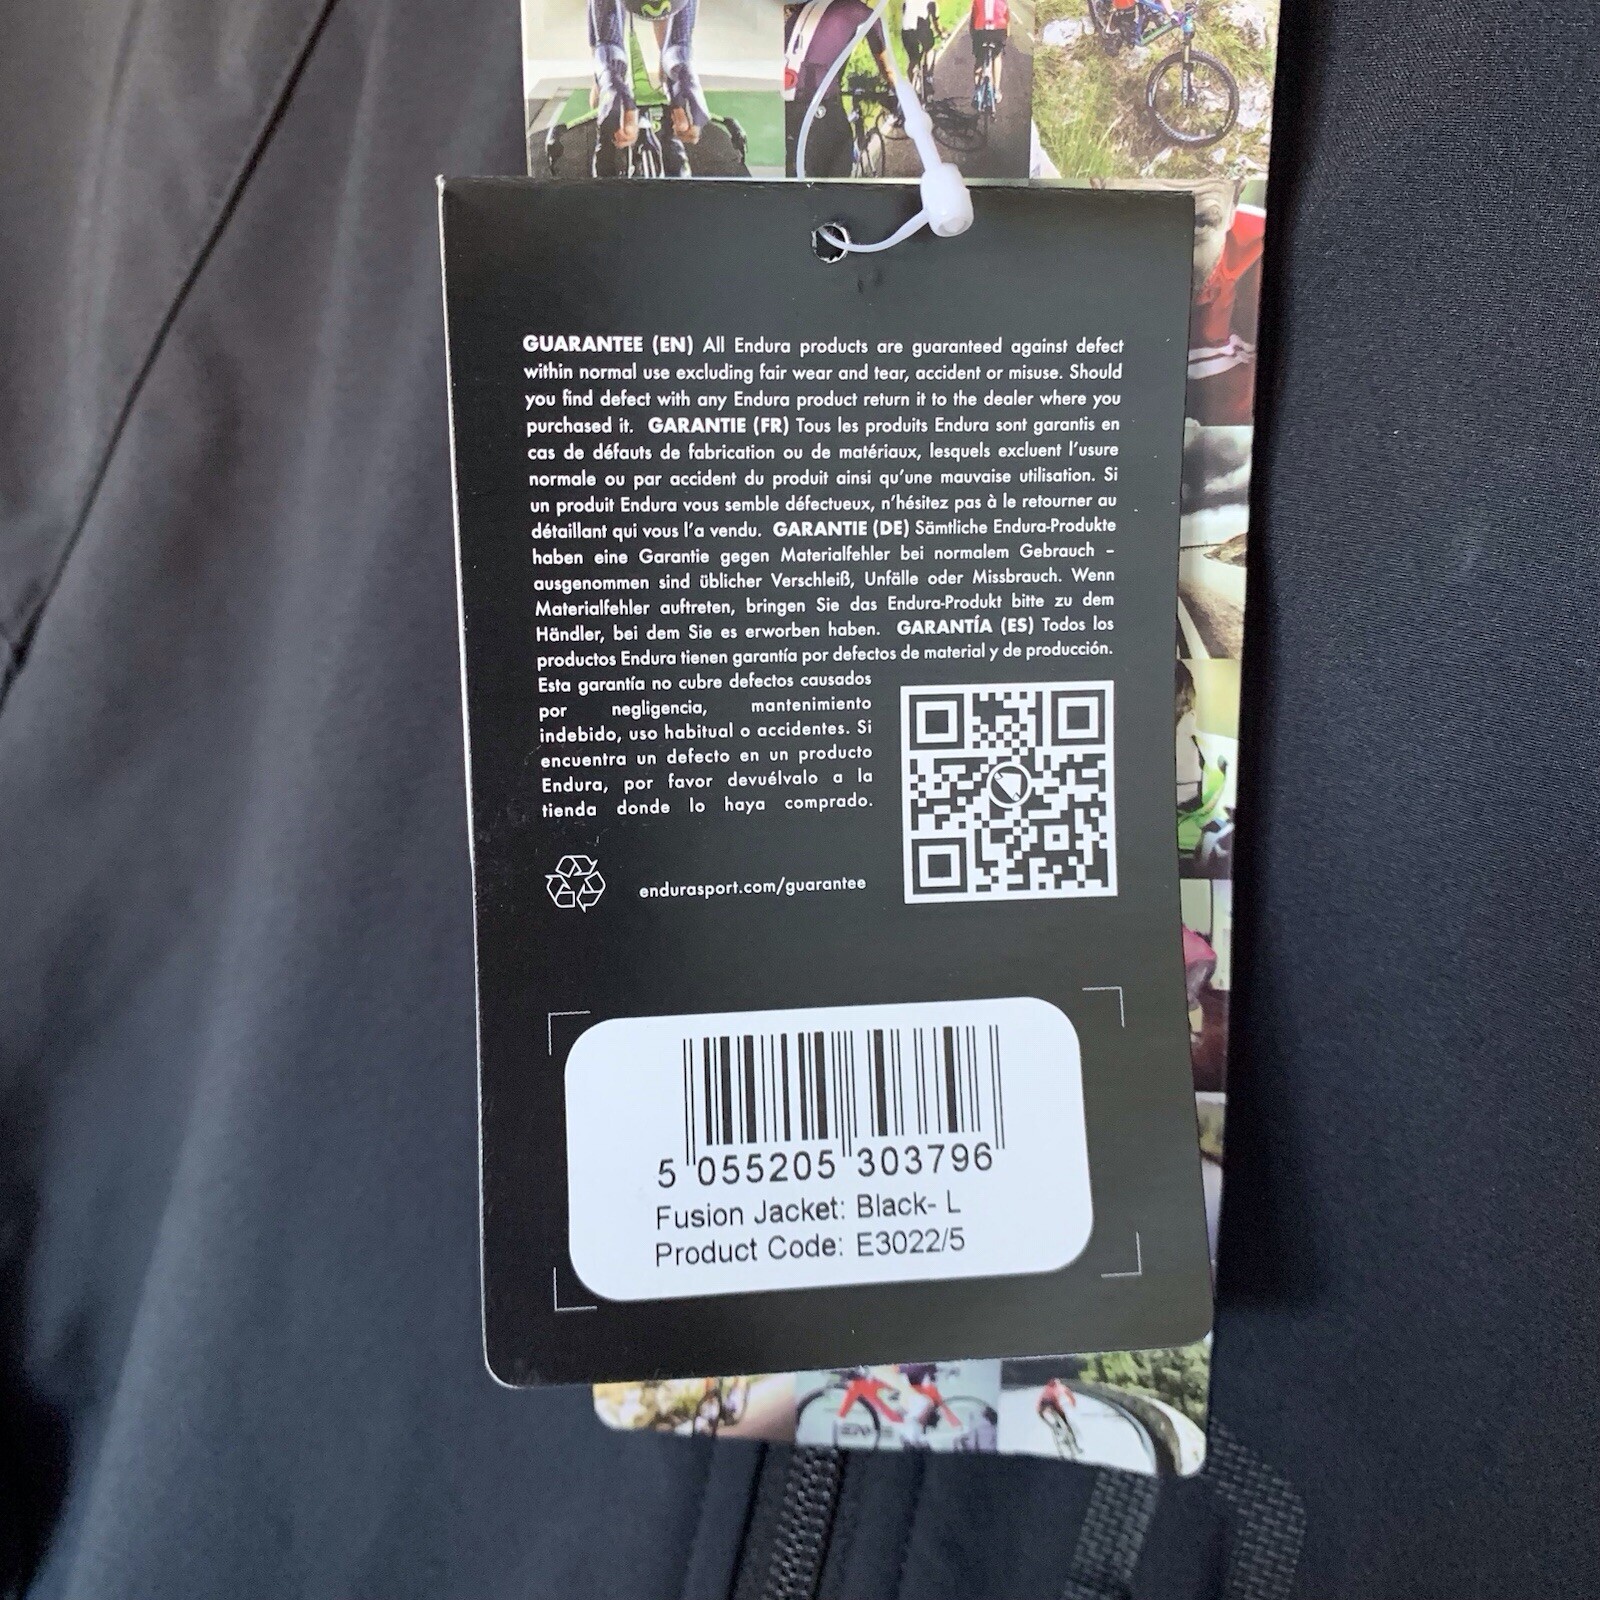 GUARANTEE (EN) All Endura products are guaranteed against defect
within normal use excluding fair wear and tear, accident or misuse. Should
you find defect with any Endura product return it to the dealer where you
purchased it. GARANTIE (FR) Tous les produits Endura sont garantis en
cas de défauts de fabrication ou de matériaux, lesquels excluent l'usure
normale ou par accident du produit ainsi qu'une mauvaise utilisation. Si
un produit Endura vous semble défectueux, n'hésitez pas à le retourner au
détaillant qui vous l'a vendu. GARANTIE (DE) Sämtliche Endura-Produkte
haben eine Garantie gegen Materialfehler bei normalem Gebrauch -
ausgenommen sind üblicher Verschleiß, Unfälle oder Missbrauch. Wenn
Materialfehler auftreten, bringen Sie das Endura-Produkt bitte zu dem
Händler, bei dem Sie es erworben haben. GARANTÍA (ES) Todos los
productos Endura tienen garantía por defectos de material y de producción.
Esta garantía no cubre defectos causados
por negligencia, mantenimiento
indebido, uso habitual o accidentes. Si
encuentra un defecto en un producto
Endura, por favor devuélvalo a la
tienda donde lo haya comprado.
endurasport.com/guarantee
5 055205 303796
Fusion Jacket: Black- L
Product Code: E3022/5